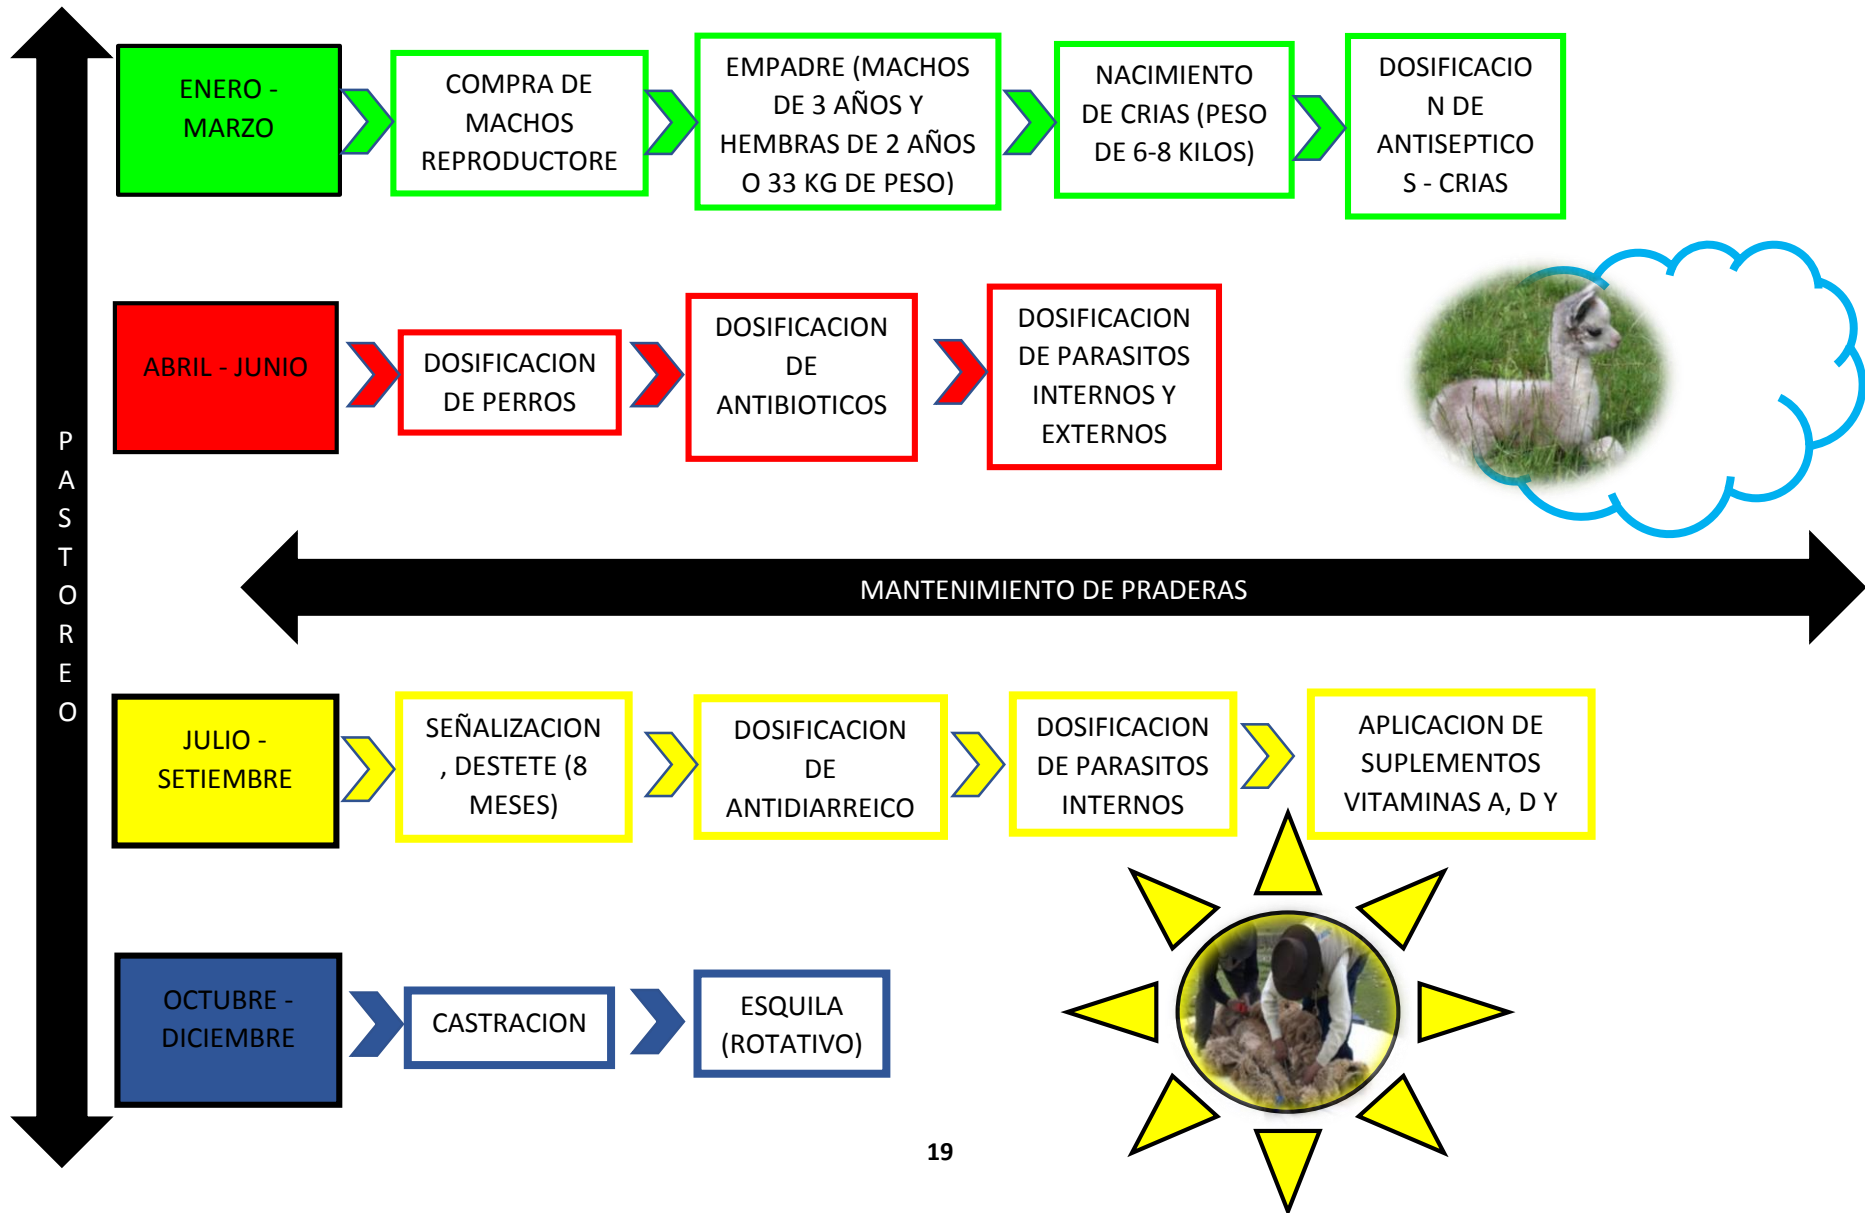 ENERO -
MARZO
COMPRA DE
MACHOS
REPRODUCTORE
EMPADRE (MACHOS
DE 3 AÑOS Y
HEMBRAS DE 2 AÑOS
O 33 KG DE PESO)
NACIMIENTO
DE CRIAS (PESO
DE 6-8 KILOS)
DOSIFICACIO
N DE
ANTISEPTICO
S - CRIAS
ABRIL - JUNIO
DOSIFICACION
DE PERROS
DOSIFICACION
DE
ANTIBIOTICOS
DOSIFICACION
DE PARASITOS
INTERNOS Y
EXTERNOS
P
A
S
T
O
R
E
O
MANTENIMIENTO DE PRADERAS
JULIO -
SETIEMBRE
SEÑALIZACION
, DESTETE (8
MESES)
DOSIFICACION
DE
ANTIDIARREICO
DOSIFICACION
DE PARASITOS
INTERNOS
APLICACION DE
SUPLEMENTOS
VITAMINAS A, D Y
OCTUBRE -
DICIEMBRE
CASTRACION
ESQUILA
(ROTATIVO)
19